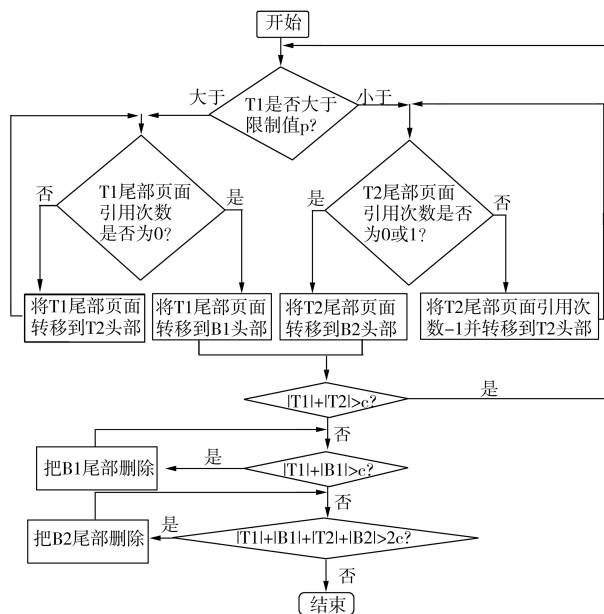 开始
大于
T1是否大于
限制值p?
小于
T1尾部页面
引用次数
是否为0?
否
是
T2尾部页面
引用次数是否
为0或1?
是
否
将T1尾部页面
转移到T2头部
将T1尾部页面
转移到B1头部
将T2尾部页面
转移到B2头部
将T2尾部页面引用次
数-1并转移到T2头部
|T1|+|T2|>c?
是
否
把B1尾部删除
是
|T1|+|B1|>c?
否
把B2尾部删除
是
|T1|+|B1|+|T2|+|B2|>2c?
否
结束